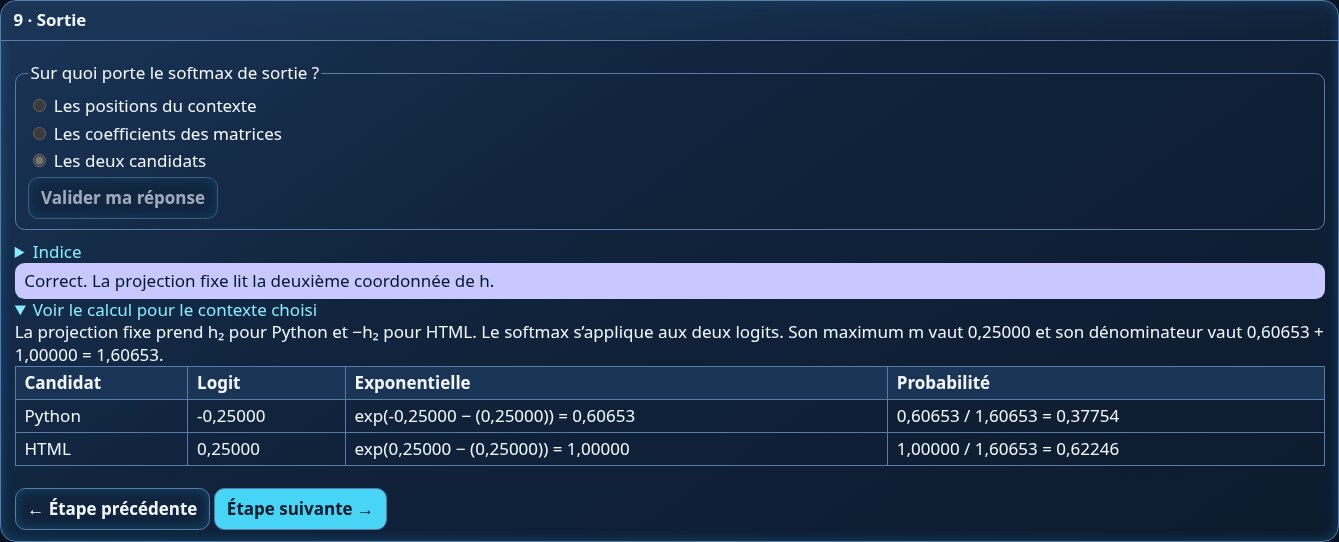 9 · Sortie
Sur quoi porte le softmax de sortie ?
Les positions du contexte
Les coefficients des matrices
Les deux candidats
Valider ma réponse
▶ Indice
Correct. La projection fixe lit la deuxième coordonnée de h.
▼ Voir le calcul pour le contexte choisi
La projection fixe prend h₂ pour Python et −h₂ pour HTML. Le softmax s’applique aux deux logits. Son maximum m vaut 0,25000 et son dénominateur vaut 0,60653 +
1,00000 = 1,60653.
Candidat Logit Exponentielle Probabilité
Python -0,25000 exp(-0,25000 − (0,25000)) = 0,60653 0,60653 / 1,60653 = 0,37754
HTML 0,25000 exp(0,25000 − (0,25000)) = 1,00000 1,00000 / 1,60653 = 0,62246
← Étape précédente Étape suivante →